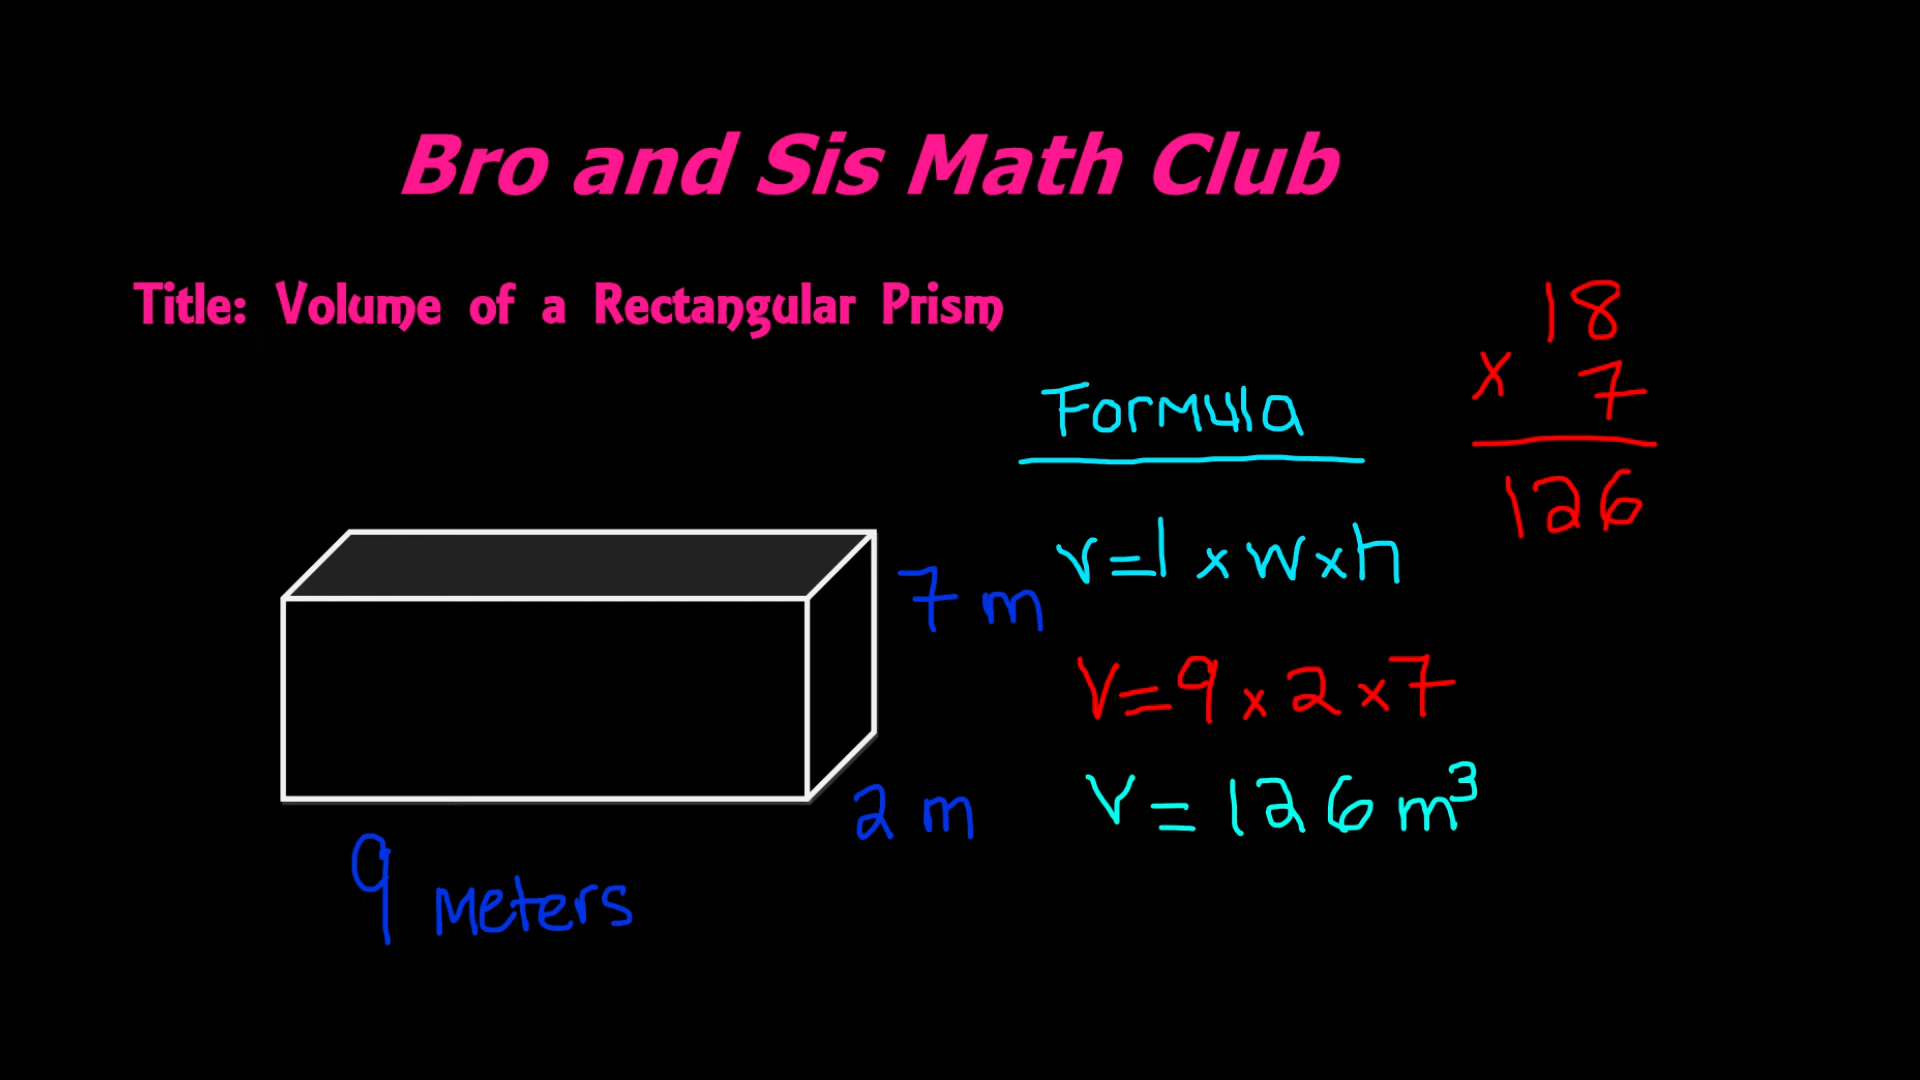 Bro and Sis Math Club
Title: Volume of a Rectangular Prism
18
x 7
126
Formula
v=l x w x h
7 m
V=9 x 2 x 7
V = 126 m³
2 m
9 meters